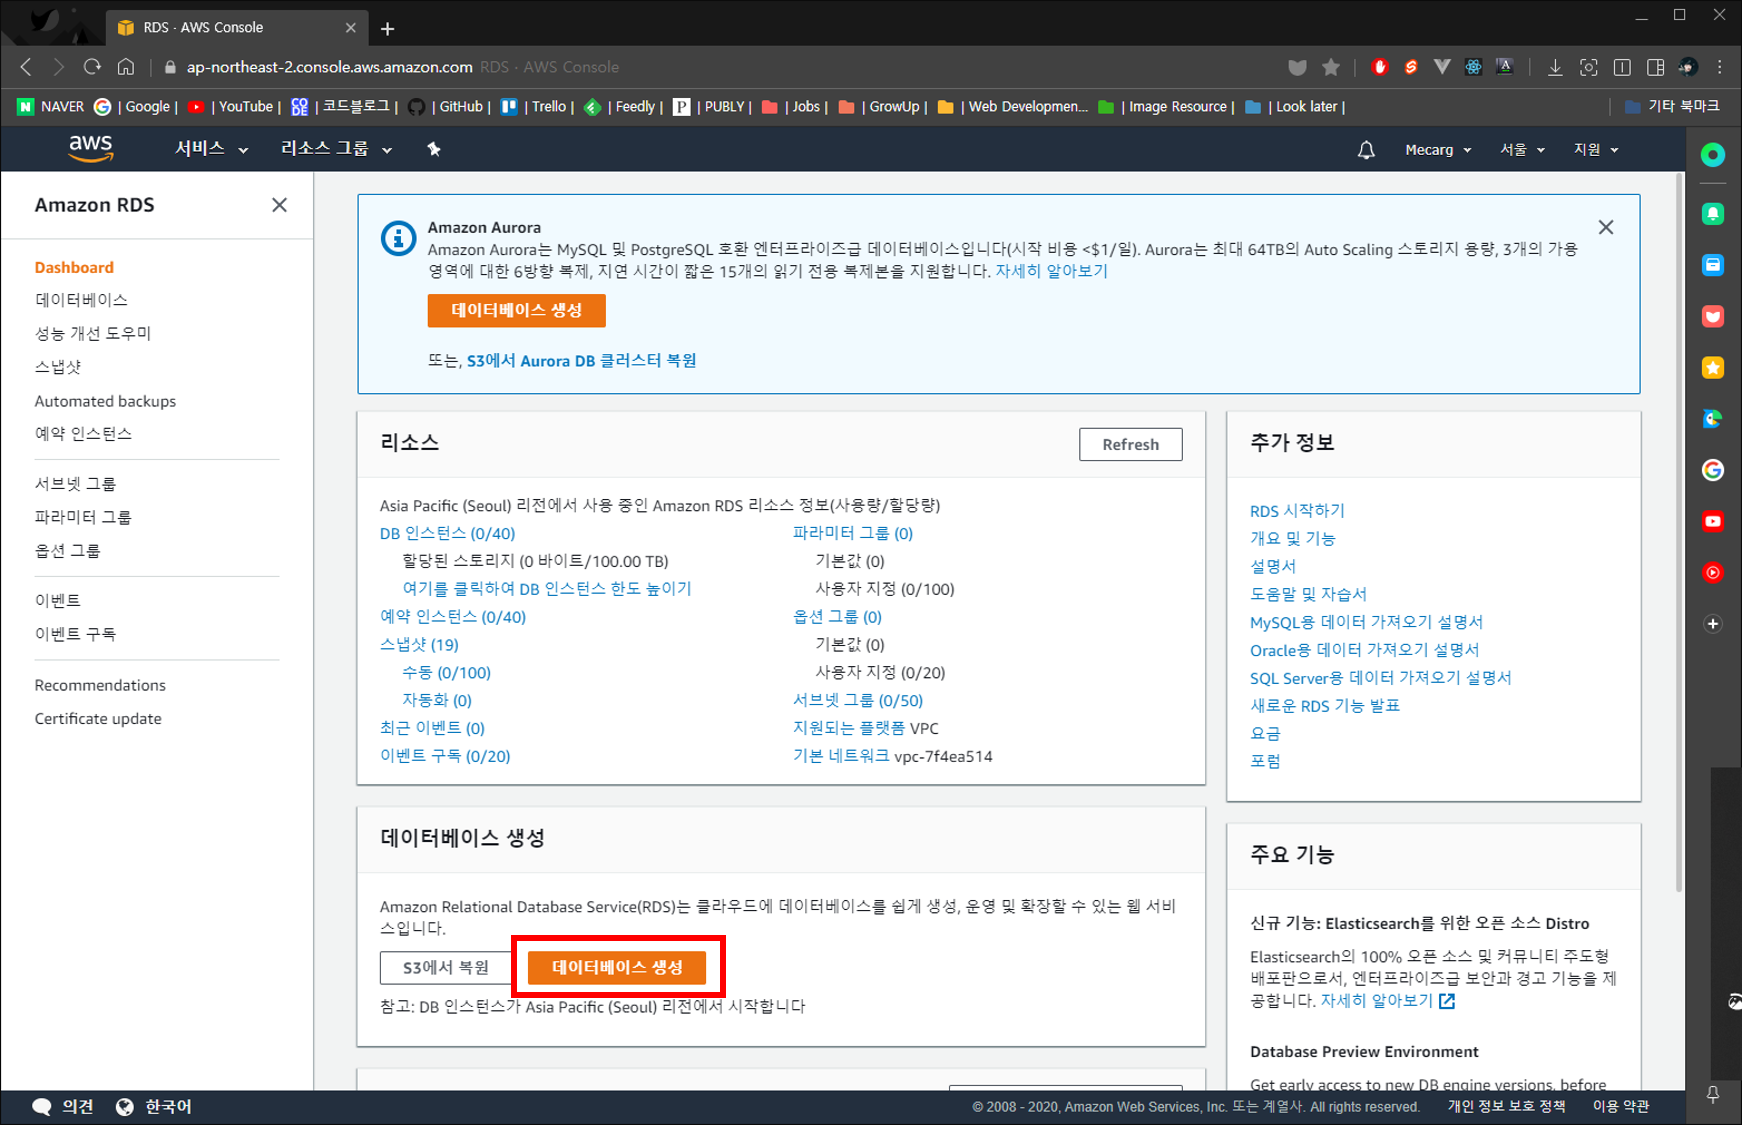 RDS · AWS Console
ap-northeast-2.console.aws.amazon.com RDS · AWS Console
NAVER | Google | | YouTube | CODE | 코드블로그 | | GitHub | | Trello | | Feedly | P | PUBLY | | Jobs | | GrowUp | | Web Developmen... | Image Resource | | Look later | 기타 북마크
aws 서비스 리소스 그룹 Mecarg 서울 지원
Amazon RDS
Dashboard
데이터베이스
성능 개선 도우미
스냅샷
Automated backups
예약 인스턴스
서브넷 그룹
파라미터 그룹
옵션 그룹
이벤트
이벤트 구독
Recommendations
Certificate update
Amazon Aurora
Amazon Aurora는 MySQL 및 PostgreSQL 호환 엔터프라이즈급 데이터베이스입니다(시작 비용 <$1/일). Aurora는 최대 64TB의 Auto Scaling 스토리지 용량, 3개의 가용
영역에 대한 6방향 복제, 지연 시간이 짧은 15개의 읽기 전용 복제본을 지원합니다. 자세히 알아보기
데이터베이스 생성
또는, S3에서 Aurora DB 클러스터 복원
리소스
Refresh
Asia Pacific (Seoul) 리전에서 사용 중인 Amazon RDS 리소스 정보(사용량/할당량)
DB 인스턴스 (0/40)
할당된 스토리지 (0 바이트/100.00 TB)
여기를 클릭하여 DB 인스턴스 한도 높이기
예약 인스턴스 (0/40)
스냅샷 (19)
수동 (0/100)
자동화 (0)
최근 이벤트 (0)
이벤트 구독 (0/20)
파라미터 그룹 (0)
기본값 (0)
사용자 지정 (0/100)
옵션 그룹 (0)
기본값 (0)
사용자 지정 (0/20)
서브넷 그룹 (0/50)
지원되는 플랫폼 VPC
기본 네트워크 vpc-7f4ea514
데이터베이스 생성
Amazon Relational Database Service(RDS)는 클라우드에 데이터베이스를 쉽게 생성, 운영 및 확장할 수 있는 웹 서비
스입니다.
S3에서 복원
데이터베이스 생성
참고: DB 인스턴스가 Asia Pacific (Seoul) 리전에서 시작합니다
추가 정보
RDS 시작하기
개요 및 기능
설명서
도움말 및 자습서
MySQL용 데이터 가져오기 설명서
Oracle용 데이터 가져오기 설명서
SQL Server용 데이터 가져오기 설명서
새로운 RDS 기능 발표
요금
포럼
주요 기능
신규 기능: Elasticsearch를 위한 오픈 소스 Distro
Elasticsearch의 100% 오픈 소스 및 커뮤니티 주도형
배포판으로서, 엔터프라이즈급 보안과 경고 기능을 제
공합니다. 자세히 알아보기
Database Preview Environment
Get early access to new DB engine versions, before
의견 한국어
© 2008 - 2020, Amazon Web Services, Inc. 또는 계열사. All rights reserved. 개인 정보 보호 정책 이용 약관